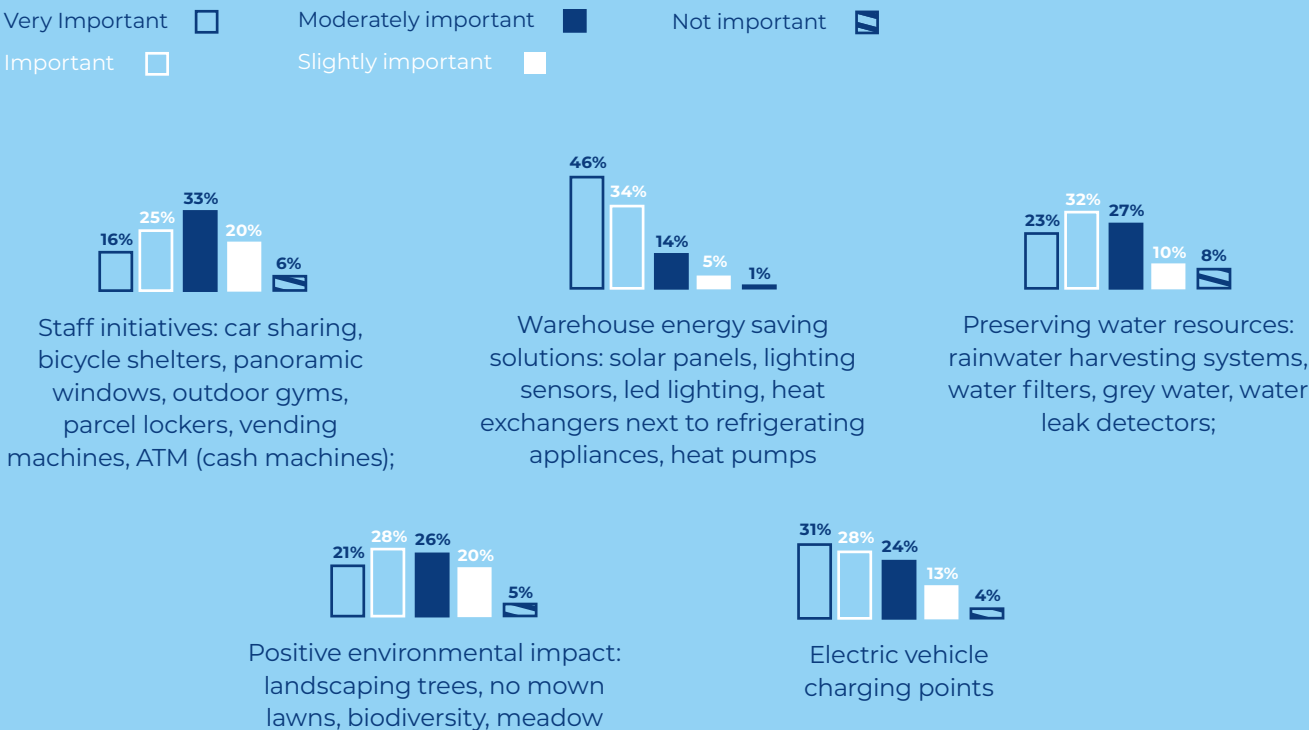 Very Important
Moderately important
Not important
Important
Slightly important
16%
25%
33%
20%
6%
Staff initiatives: car sharing,
bicycle shelters, panoramic
windows, outdoor gyms,
parcel lockers, vending
machines, ATM (cash machines);
46%
34%
14%
5%
1%
Warehouse energy saving
solutions: solar panels, lighting
sensors, led lighting, heat
exchangers next to refrigerating
appliances, heat pumps
23%
32%
27%
10%
8%
Preserving water resources:
rainwater harvesting systems,
water filters, grey water, water
leak detectors;
21%
28%
26%
20%
5%
Positive environmental impact:
landscaping trees, no mown
lawns, biodiversity, meadow
31%
28%
24%
13%
4%
Electric vehicle
charging points